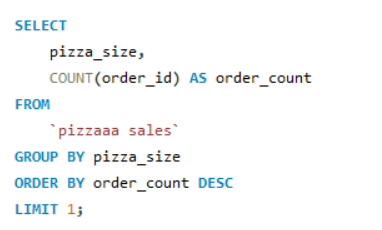 SELECT
    pizza_size,
    COUNT(order_id) AS order_count
FROM
    `pizzaaa sales`
GROUP BY pizza_size
ORDER BY order_count DESC
LIMIT 1;